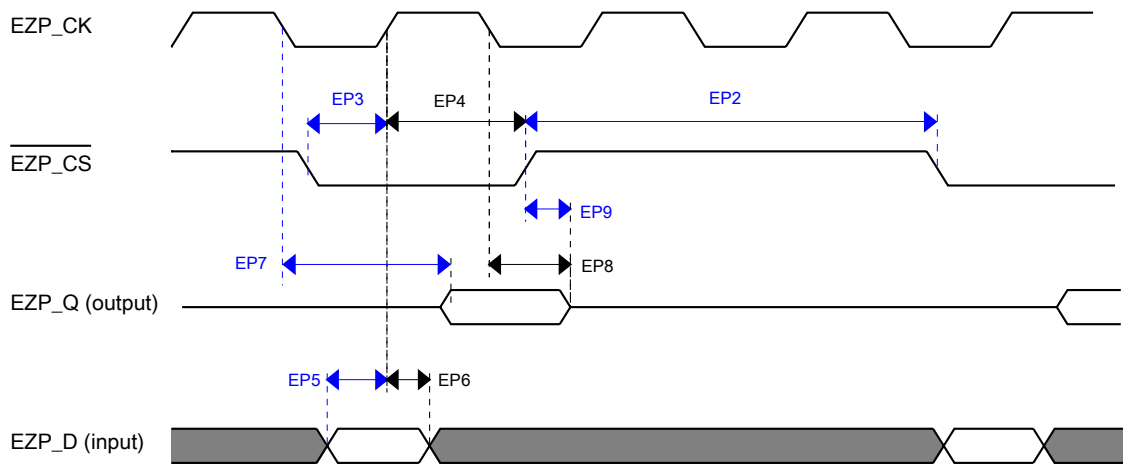 EZP_CK
EP3
EP4
EP2
EZP_CS
EP9
EP7
EP8
EZP_Q (output)
EP5
EP6
EZP_D (input)